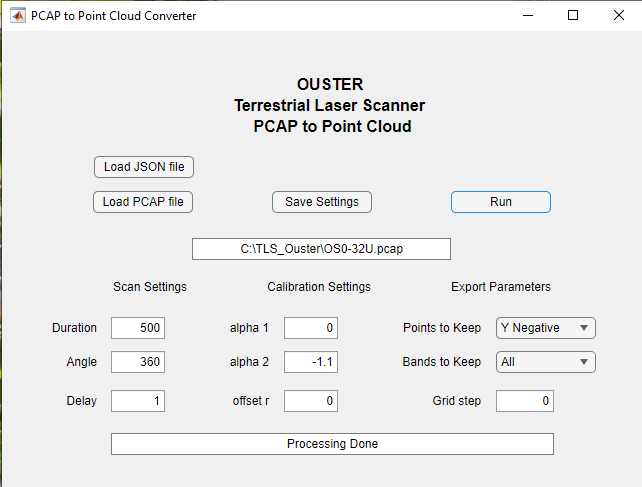 PCAP to Point Cloud Converter
OUSTER
Terrestrial Laser Scanner
PCAP to Point Cloud
Load JSON file
Load PCAP file Save Settings Run
C:\TLS_Ouster\OS0-32U.pcap
Scan Settings Calibration Settings Export Parameters
Duration 500 alpha 1 0 Points to Keep Y Negative
Angle 360 alpha 2 -1.1 Bands to Keep All
Delay 1 offset r 0 Grid step 0
Processing Done